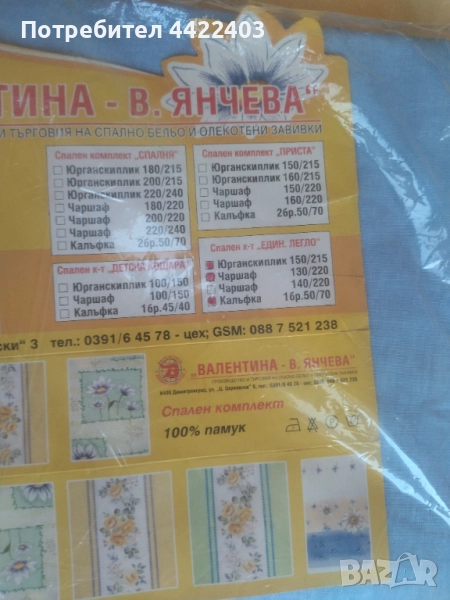 Потребител 4422403
ТИНА - В. ЯНЧЕВА"
И ТЪРГОВИЯ НА СПАЛНО БЕЛЬО И ОЛЕКОТЕНИ ЗАВИВКИ
Спален комплект „СПАЛНЯ"
Юрганскиплик 180/215
Юрганскиплик 200/215
Юрганскиплик 220/240
Чаршаф 180/220
Чаршаф 200/220
Чаршаф 220/240
Калъфка 2бр.50/70
Спален комплект „ПРИСТА"
Юрганскиплик 150/215
Юрганскиплик 160/215
Чаршаф 150/220
Чаршаф 160/220
Калъфка 2бр.50/70
Спален к-т „ДЕТСКА КОШАРА"
Юрганскиплик 100/150
Чаршаф 100/150
Калъфка 1бр.45/40
Спален к-т „ЕДИН. ЛЕГЛО"
Юрганскиплик 150/215
Чаршаф 130/220
Чаршаф 140/220
Калъфка 1бр.50/70
ски" 3 тел.: 0391/6 45 78 - цех; GSM: 088 7 521 238
„ВАЛЕНТИНА - В. ЯНЧЕВА"
Спален комплект
100% памук
BAZAR